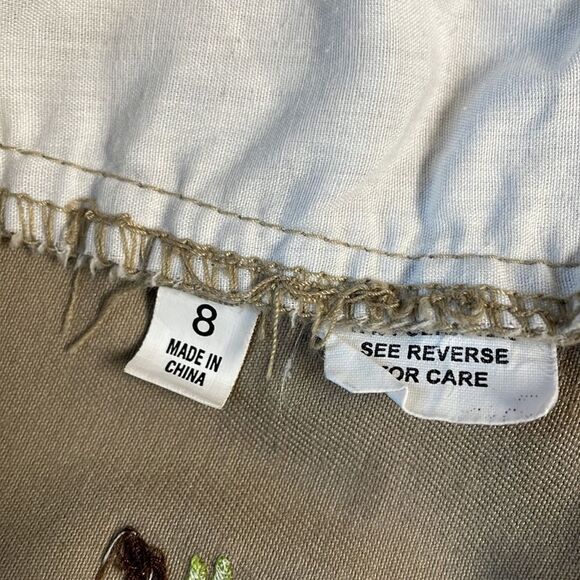 8
MADE IN
CHINA
SEE REVERSE
FOR CARE